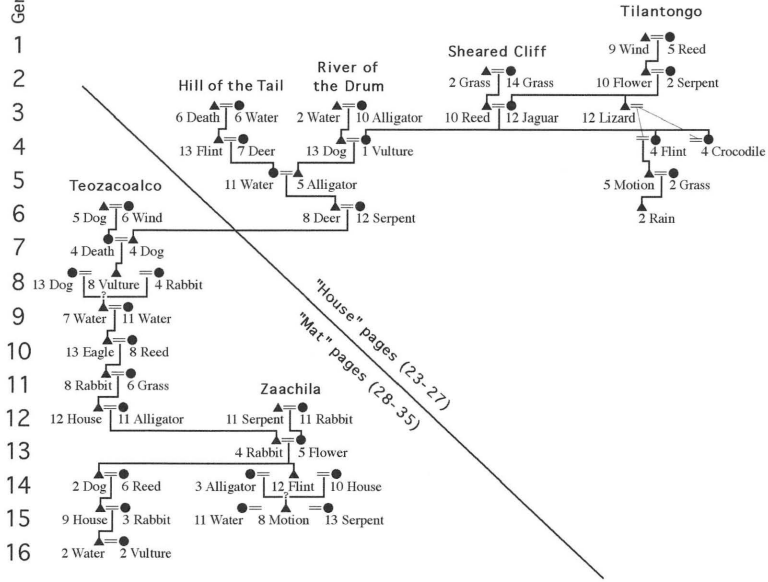 Ge
Tilantongo
1
9 Wind 5 Reed
Sheared Cliff
River of
the Drum
Hill of the Tail
2
2 Grass 14 Grass
10 Flower 2 Serpent
3
6 Death 6 Water
2 Water 10 Alligator
10 Reed 12 Jaguar
12 Lizard
4
13 Flint 7 Deer
13 Dog 1 Vulture
4 Flint
4 Crocodile
5
11 Water 5 Alligator
5 Motion 2 Grass
Teozacoalco
6
5 Dog 6 Wind
8 Deer 12 Serpent
2 Rain
7
4 Death 4 Dog
8
13 Dog 8 Vulture 4 Rabbit
?
"House" pages (23-27)
"Mat" pages (28-35)
9
7 Water 11 Water
10
13 Eagle 8 Reed
11
8 Rabbit 6 Grass
Zaachila
12
12 House 11 Alligator
11 Serpent 11 Rabbit
13
4 Rabbit 5 Flower
14
2 Dog 6 Reed
3 Alligator 12 Flint 10 House
?
15
9 House 3 Rabbit
11 Water 8 Motion 13 Serpent
16
2 Water 2 Vulture